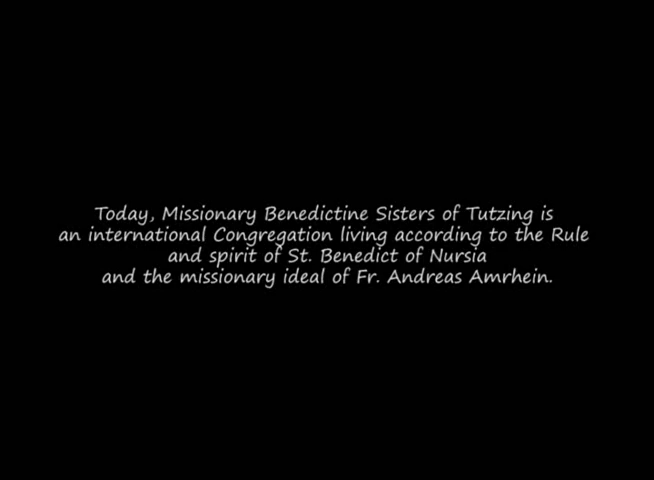 Today, Missionary Benedictine Sisters of Tutzing is
an international Congregation living according to the Rule
and spirit of St. Benedict of Nursia
and the missionary ideal of Fr. Andreas Amrhein.